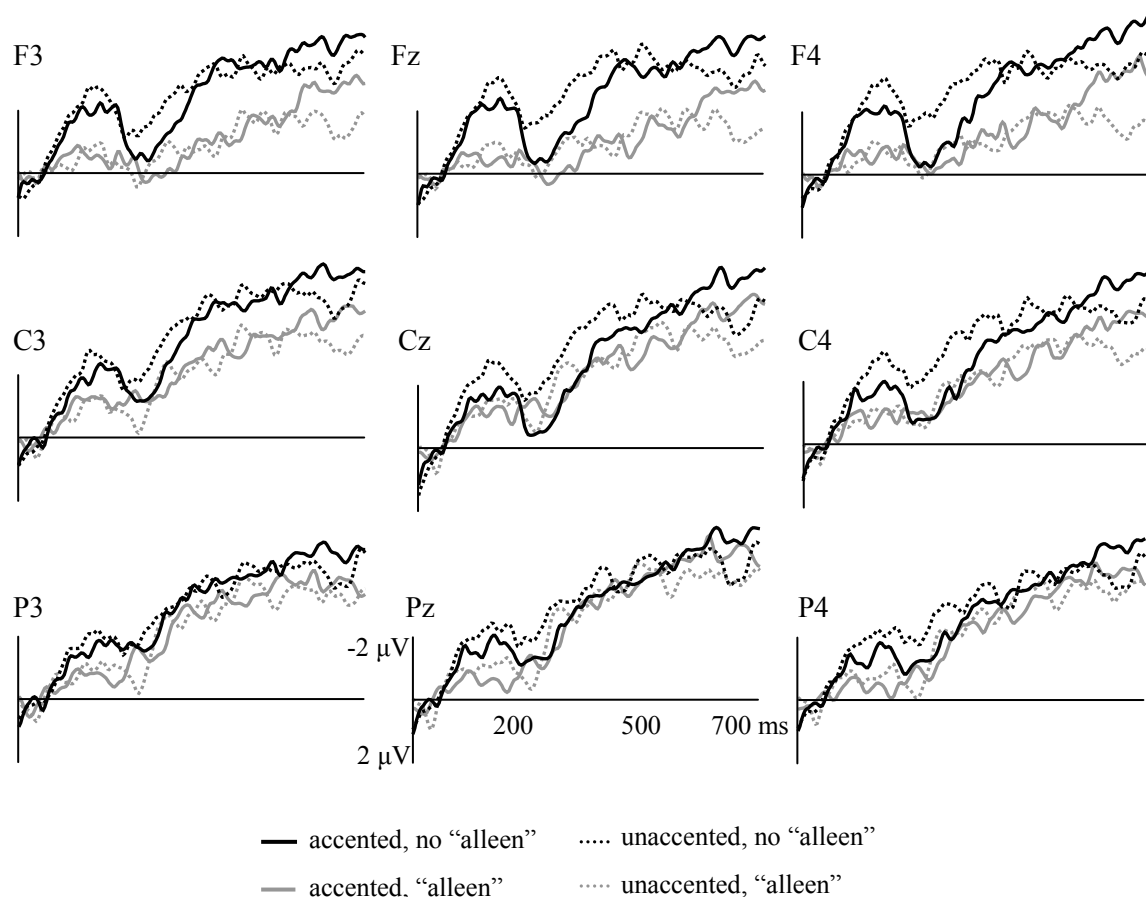 F3 Fz F4
C3 Cz C4
P3 Pz P4
-2 μV
200 500 700 ms
2 μV
accented, no “alleen” unaccented, no “alleen”
accented, “alleen” unaccented, “alleen”